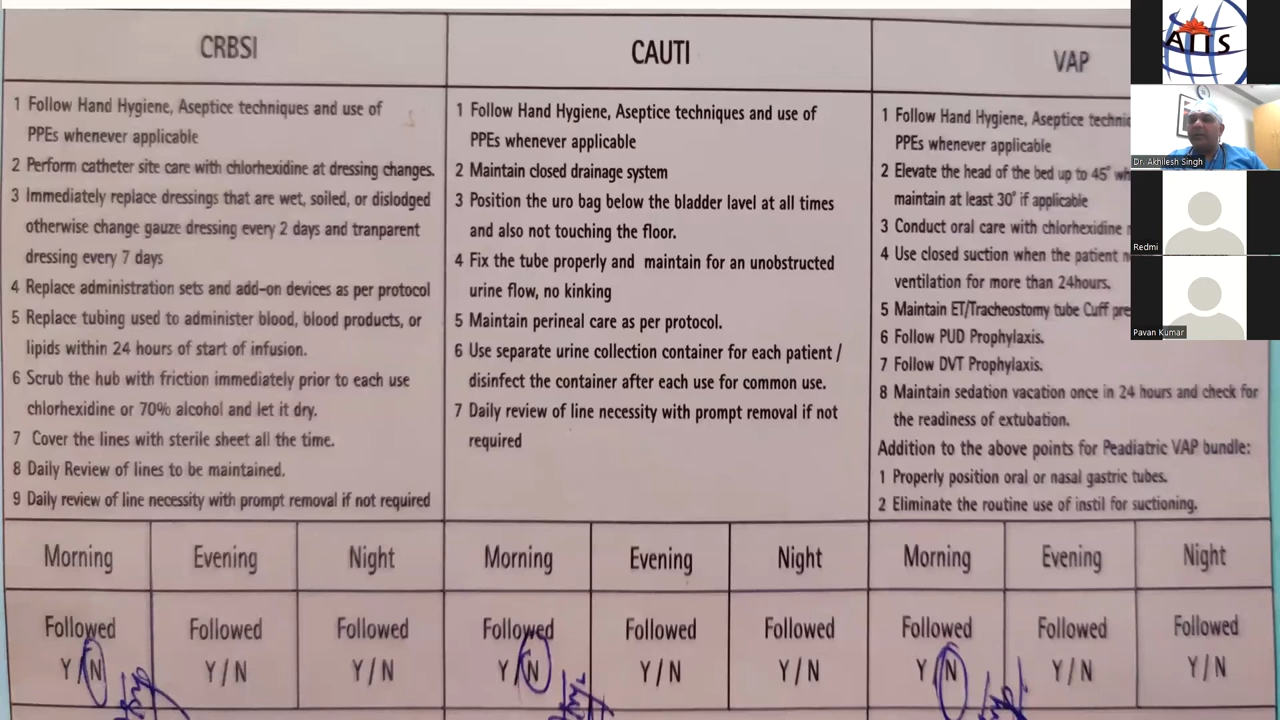 CRBSI
1 Follow Hand Hygiene, Aseptice techniques and use of
PPEs whenever applicable
2 Perform catheter site care with chlorhexidine at dressing changes.
3 Immediately replace dressings that are wet, soiled, or dislodged
otherwise change gauze dressing every 2 days and tranparent
dressing every 7 days
4 Replace administration sets and add-on devices as per protocol
5 Replace tubing used to administer blood, blood products, or
lipids within 24 hours of start of infusion.
6 Scrub the hub with friction immediately prior to each use
chlorhexidine or 70% alcohol and let it dry.
7 Cover the lines with sterile sheet all the time.
8 Daily Review of lines to be maintained.
9 Daily review of line necessity with prompt removal if not required
CAUTI
1 Follow Hand Hygiene, Aseptice techniques and use of
PPEs whenever applicable
2 Maintain closed drainage system
3 Position the uro bag below the bladder lavel at all times
and also not touching the floor.
4 Fix the tube properly and maintain for an unobstructed
urine flow, no kinking
5 Maintain perineal care as per protocol.
6 Use separate urine collection container for each patient /
disinfect the container after each use for common use.
7 Daily review of line necessity with prompt removal if not
required
VAP
1 Follow Hand Hygiene, Aseptice
PPEs whenever applicable
2 Elevate the head of the bed up to 45°
maintain at least 30° if applicable
3 Conduct oral care with chlorhexidine
4 Use closed suction when the patient
ventilation for more than 24hours.
5 Maintain ET/Tracheostomy tube Cuff
6 Follow PUD Prophylaxis.
7 Follow DVT Prophylaxis.
8 Maintain sedation vacation once in 24 hours and check for
the readiness of extubation.
Addition to the above points for Peadiatric VAP bundle:
1 Properly position oral or nasal gastric tubes.
2 Eliminate the routine use of instil for suctioning.
Morning Evening Night Morning Evening Night Morning Evening Night
Followed Followed Followed Followed Followed Followed Followed Followed Followed
Y / N Y / N Y / N Y / N Y / N Y / N Y / N Y / N Y / N
Dr. Akhilesh Singh
Redmi
Pavan Kumar